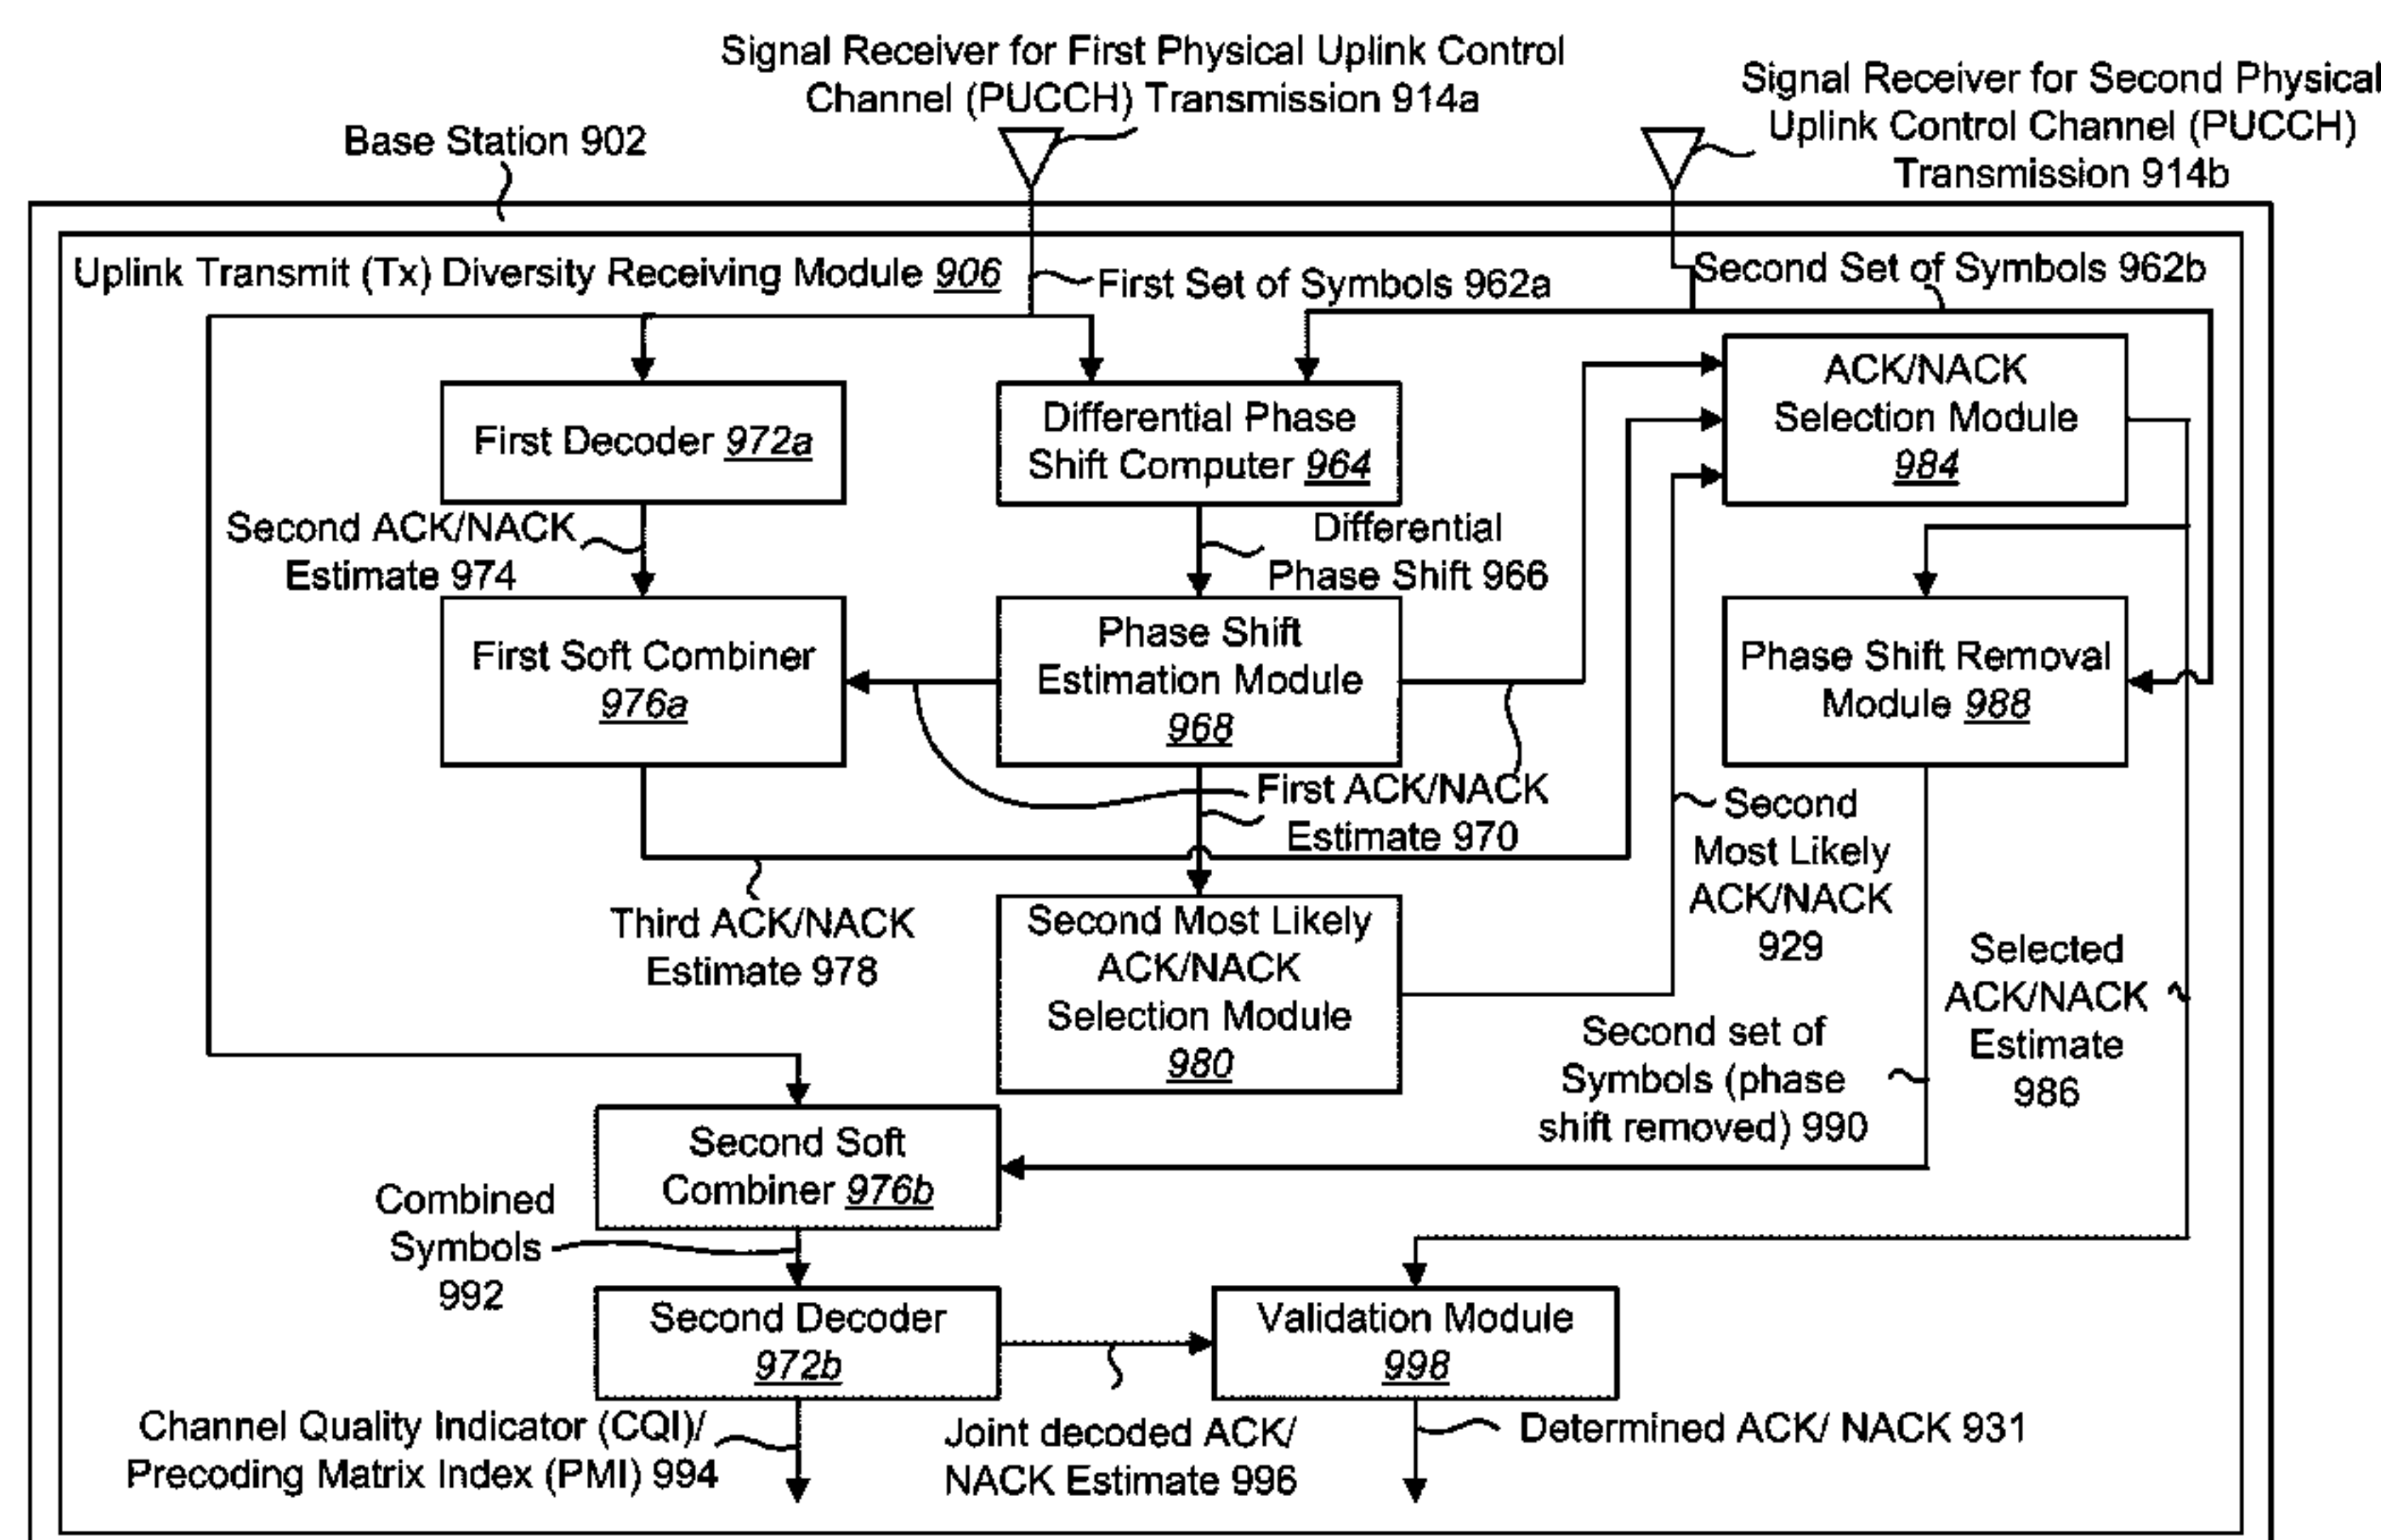 Signal Receiver for First Physical Uplink Control
Channel (PUCCH) Transmission 914a
Signal Receiver for Second Physical
Uplink Control Channel (PUCCH)
Transmission 914b
Base Station 902
Uplink Transmit (Tx) Diversity Receiving Module 906
First Set of Symbols 962a
Second Set of Symbols 962b
First Decoder 972a
Differential Phase
Shift Computer 964
ACK/NACK
Selection Module
984
Second ACK/NACK
Estimate 974
Differential
Phase Shift 966
First Soft Combiner
976a
Phase Shift
Estimation Module
968
Phase Shift Removal
Module 988
First ACK/NACK
Estimate 970
Second
Most Likely
ACK/NACK
929
Third ACK/NACK
Estimate 978
Second Most Likely
ACK/NACK
Selection Module
980
Selected
ACK/NACK
Estimate
986
Second set of
Symbols (phase
shift removed) 990
Second Soft
Combiner 976b
Combined
Symbols
992
Second Decoder
972b
Validation Module
998
Channel Quality Indicator (CQI)/
Precoding Matrix Index (PMI) 994
Joint decoded ACK/
NACK Estimate 996
Determined ACK/ NACK 931